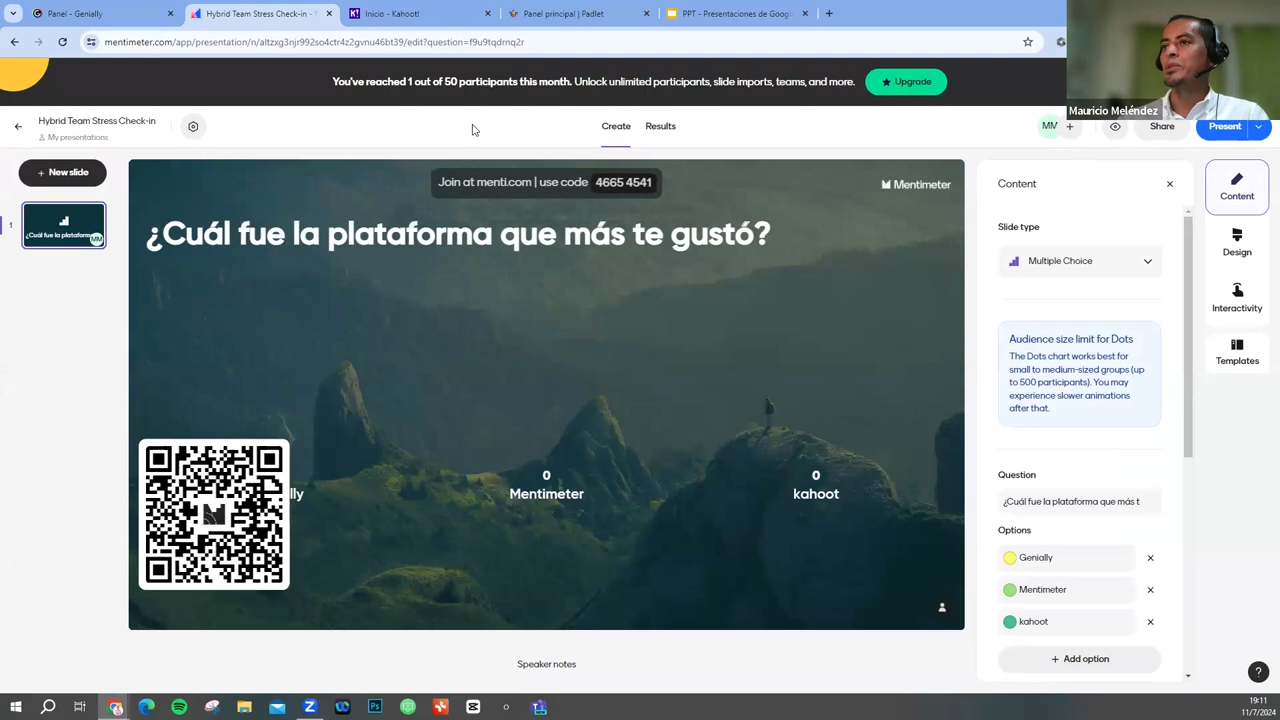 Panel - Genially
Hybrid Team Stress Check-in -
Inicio - Kahoot!
Panel principal | Padlet
PPT - Presentaciones de Goog
mentimeter.com/app/presentation/n/altzxg3njr992so4ctr4z2gvnu46bt39/edit?question=f9u9tqdrnq2r
You've reached 1 out of 50 participants this month. Unlock unlimited participants, slide imports, teams, and more.
Upgrade
Mauricio Meléndez
Hybrid Team Stress Check-in
My presentations
Create
Results
MM
Share
Present
New slide
1
¿Cuál fue la plataform
MM
Join at menti.com | use code 4665 4541
Mentimeter
¿Cuál fue la plataforma que más te gustó?
lly
0
Mentimeter
0
kahoot
Speaker notes
Content
Slide type
Multiple Choice
Audience size limit for Dots
The Dots chart works best for
small to medium-sized groups (up
to 500 participants). You may
experience slower animations
after that.
Question
¿Cuál fue la plataforma que más t
Options
Genially
Mentimeter
kahoot
+ Add option
Content
Design
Interactivity
Templates
?
19:11
11/7/2024